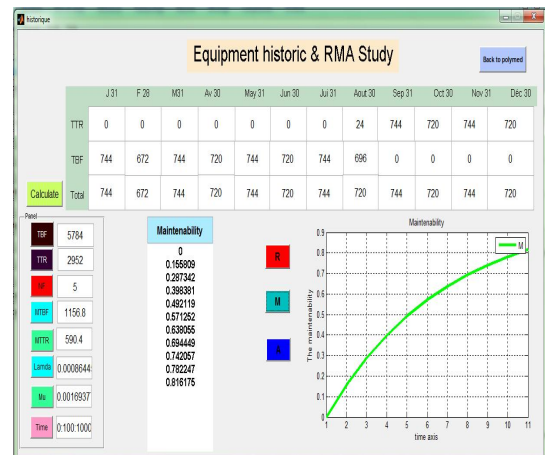 historique
Equipment historic & RMA Study
Back to polymed
J 31 F 28 M31 Av 30 May 31 Jun 30 Jui 31 Aout 30 Sep 31 Oct 30 Nov 31 Déc 30
TTR 0 0 0 0 0 0 0 24 744 720 744 720
TBF 744 672 744 720 744 720 744 696 0 0 0 0
Calculate Total 744 672 744 720 744 720 744 720 744 720 744 720
Panel
TBF 5784
TTR 2952
NF 5
MTBF 1156.8
MTTR 590.4
Lamda 0.0008644
Mu 0.0016937
Time 0:100:1000
Maintenability
0
0.155809
0.287342
0.398381
0.492119
0.571252
0.638055
0.694449
0.742057
0.782247
0.816175
R
M
A
Maintenability
M
The maintenability
0.9
0.8
0.7
0.6
0.5
0.4
0.3
0.2
0.1
0
1 2 3 4 5 6 7 8 9 10 11
time axis